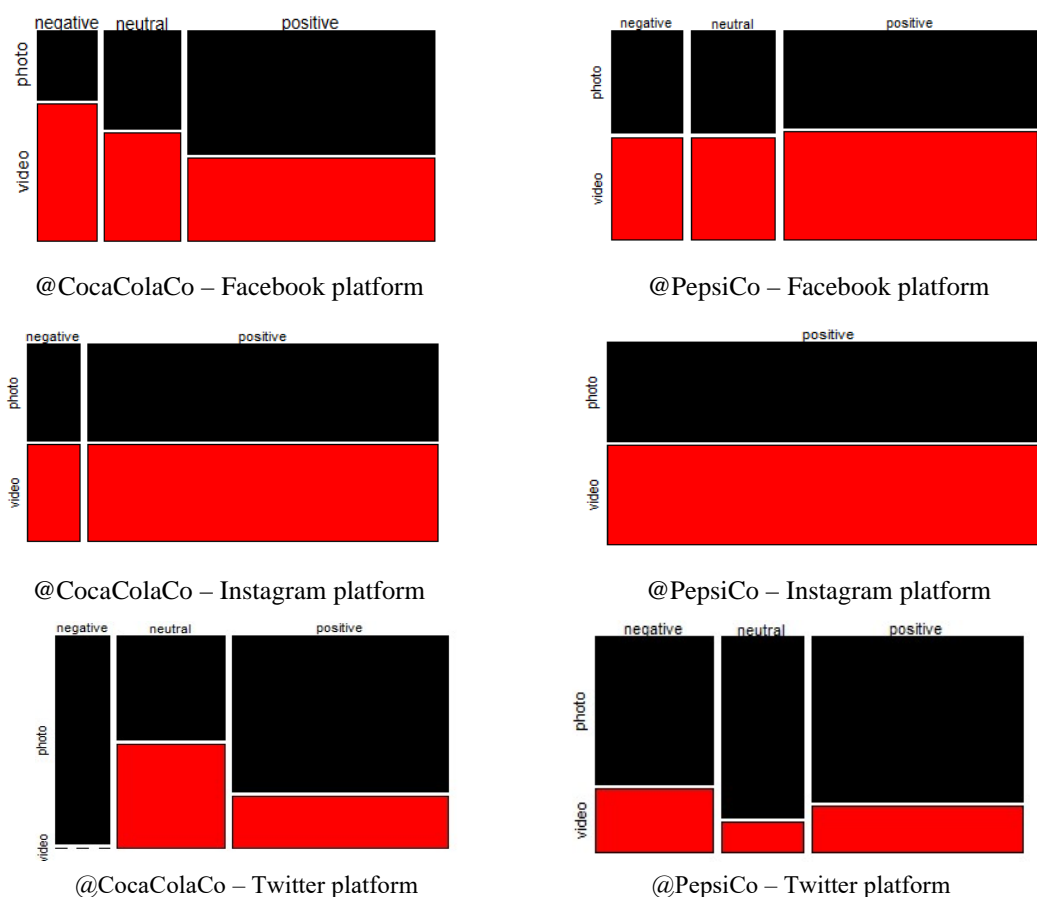 negative neutral positive
photo
video
@CocaColaCo – Facebook platform
negative neutral positive
photo
video
@PepsiCo – Facebook platform
negative positive
photo
video
@CocaColaCo – Instagram platform
positive
photo
video
@PepsiCo – Instagram platform
negative neutral positive
photo
video
@CocaColaCo – Twitter platform
negative neutral positive
photo
video
@PepsiCo – Twitter platform